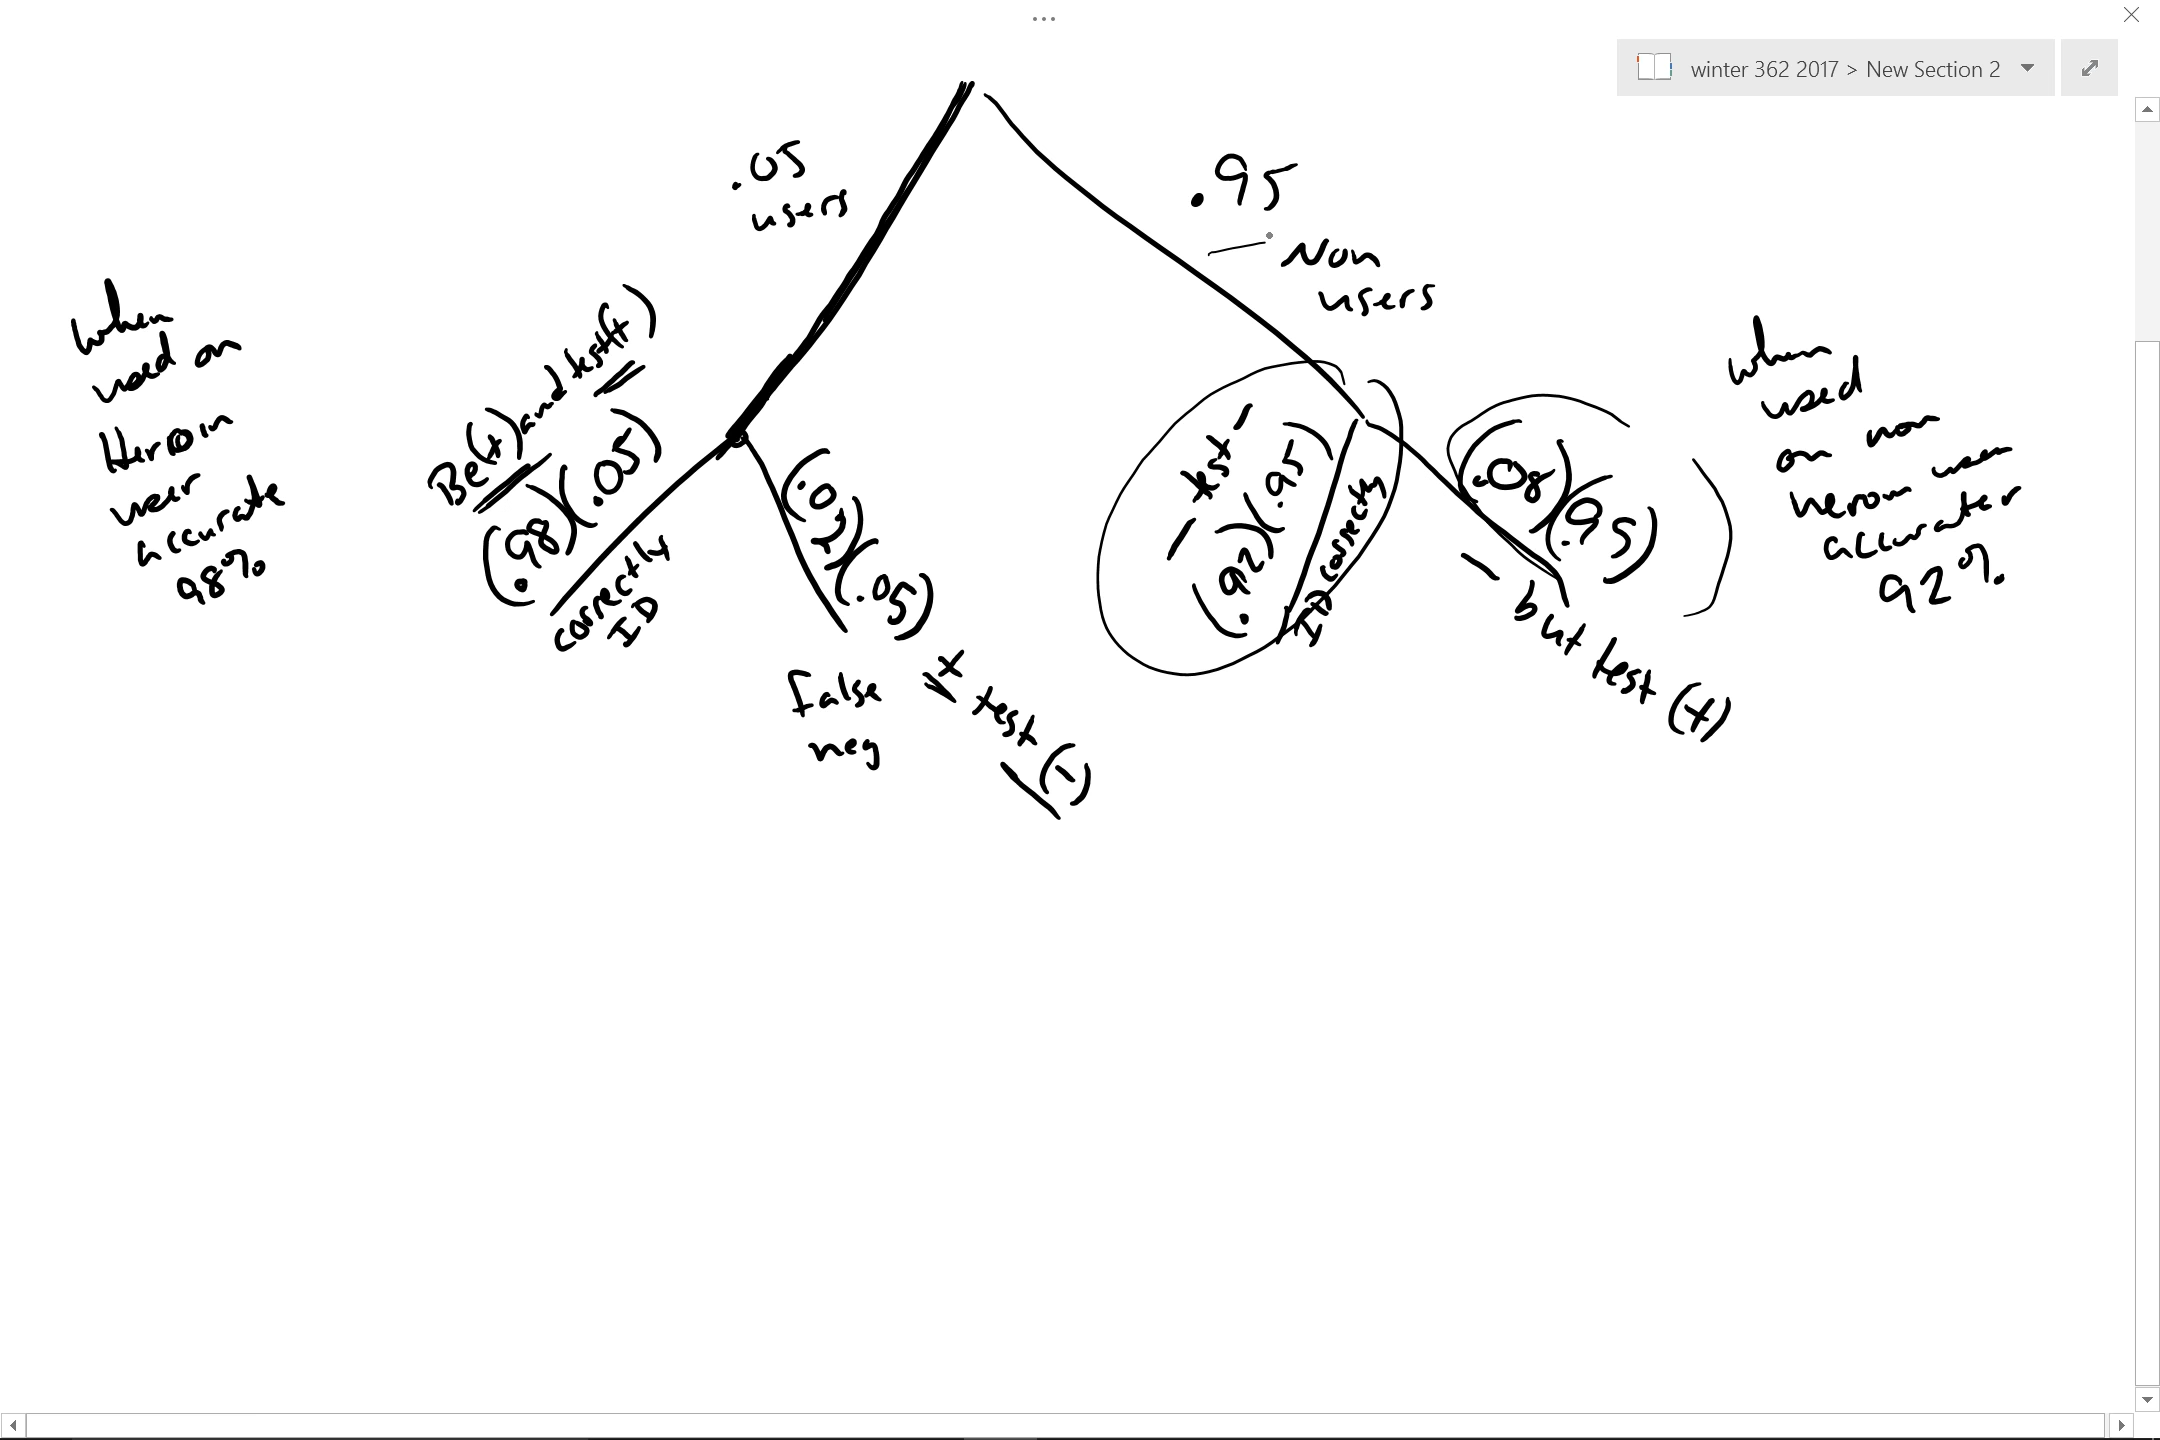 winter 362 2017 > New Section 2
.05
users
.95
Non
users
when
used on
Heroin
user
accurate
98%
Be(+) and test(+)
(.98)(.05)
correctly
ID
(.02)(.05)
false
neg
+ test (-)
- test -
(.92)(.95)
ID correctly
(.08)(.95)
- but test (+)
when
used
on non
heroin user
accurate
92%